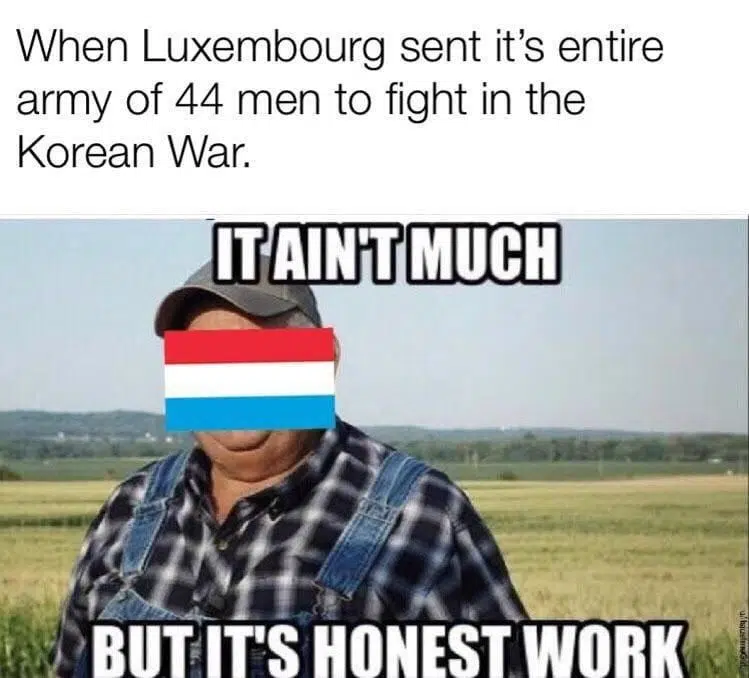 When Luxembourg sent it’s entire
army of 44 men to fight in the
Korean War.
IT AIN'T MUCH
BUT IT'S HONEST WORK